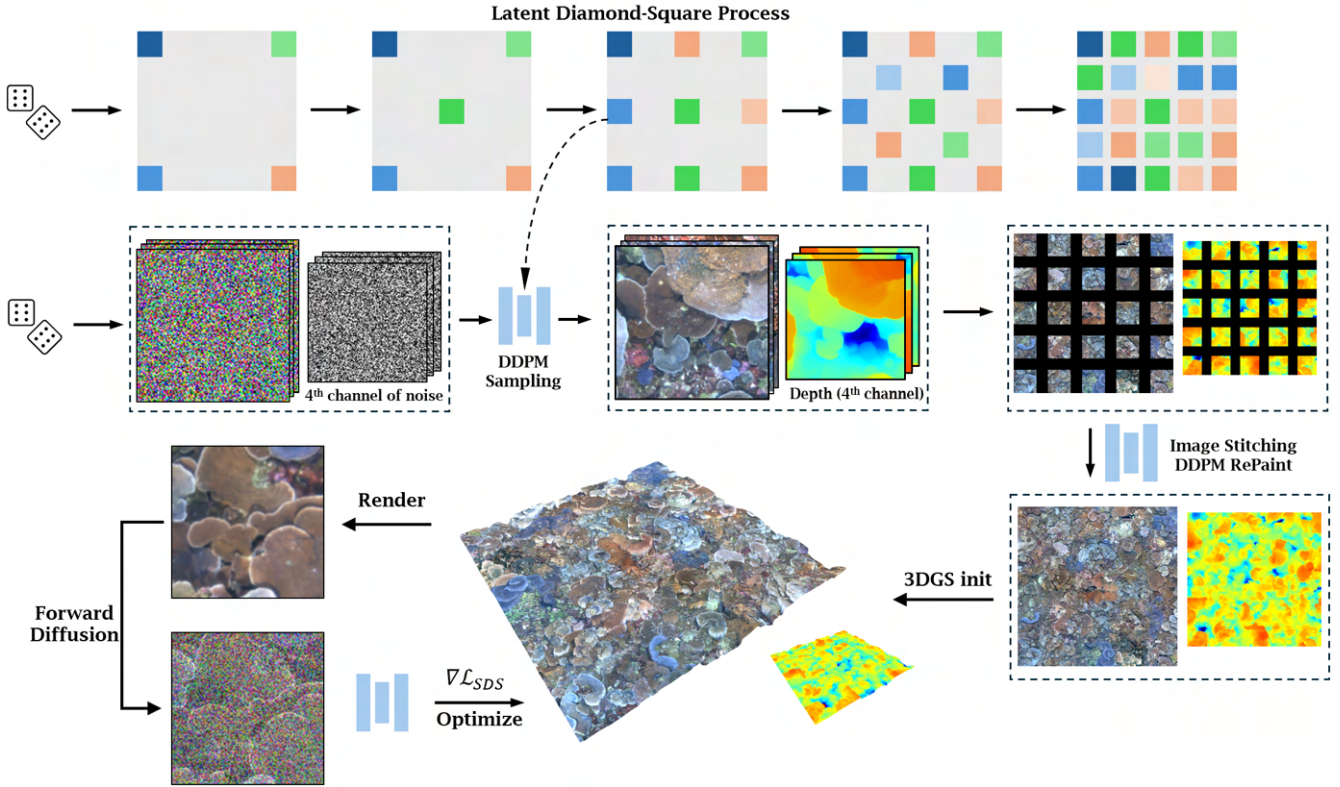 Latent Diamond-Square Process
4th channel of noise
DDPM
Sampling
Depth (4th channel)
Image Stitching
DDPM RePaint
Render
3DGS init
Forward
Diffusion
∇ℒSDS
Optimize